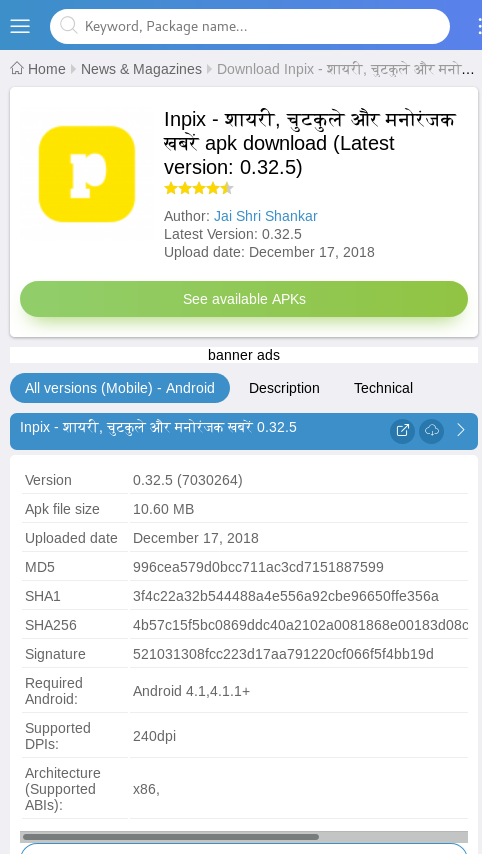 Keyword, Package name...
Home News & Magazines Download Inpix - शायरी, चुटकुले और मनो...
p
Inpix - शायरी, चुटकुले और मनोरंजक
खबरें apk download (Latest
version: 0.32.5)
Author: Jai Shri Shankar
Latest Version: 0.32.5
Upload date: December 17, 2018
See available APKs
banner ads
All versions (Mobile) - Android Description Technical
Inpix - शायरी, चुटकुले और मनोरंजक खबरें 0.32.5
Version 0.32.5 (7030264)
Apk file size 10.60 MB
Uploaded date December 17, 2018
MD5 996cea579d0bcc711ac3cd7151887599
SHA1 3f4c22a32b544488a4e556a92cbe96650ffe356a
SHA256 4b57c15f5bc0869ddc40a2102a0081868e00183d08c
Signature 521031308fcc223d17aa791220cf066f5f4bb19d
Required
Android: Android 4.1,4.1.1+
Supported
DPIs: 240dpi
Architecture
(Supported
ABIs): x86,